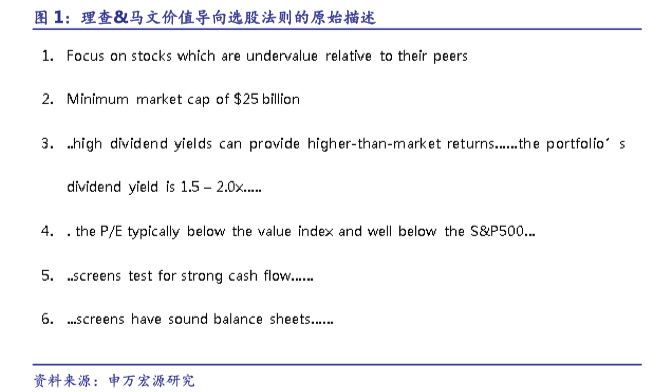 图 1：理查&马文价值导向选股法则的原始描述
1. Focus on stocks which are undervalue relative to their peers
2. Minimum market cap of $25 billion
3. ..high dividend yields can provide higher-than-market returns......the portfolio´ s
dividend yield is 1.5 – 2.0x.....
4. . the P/E typically below the value index and well below the S&P500...
5. ..screens test for strong cash flow......
6. ...screens have sound balance sheets......
资料来源：申万宏源研究